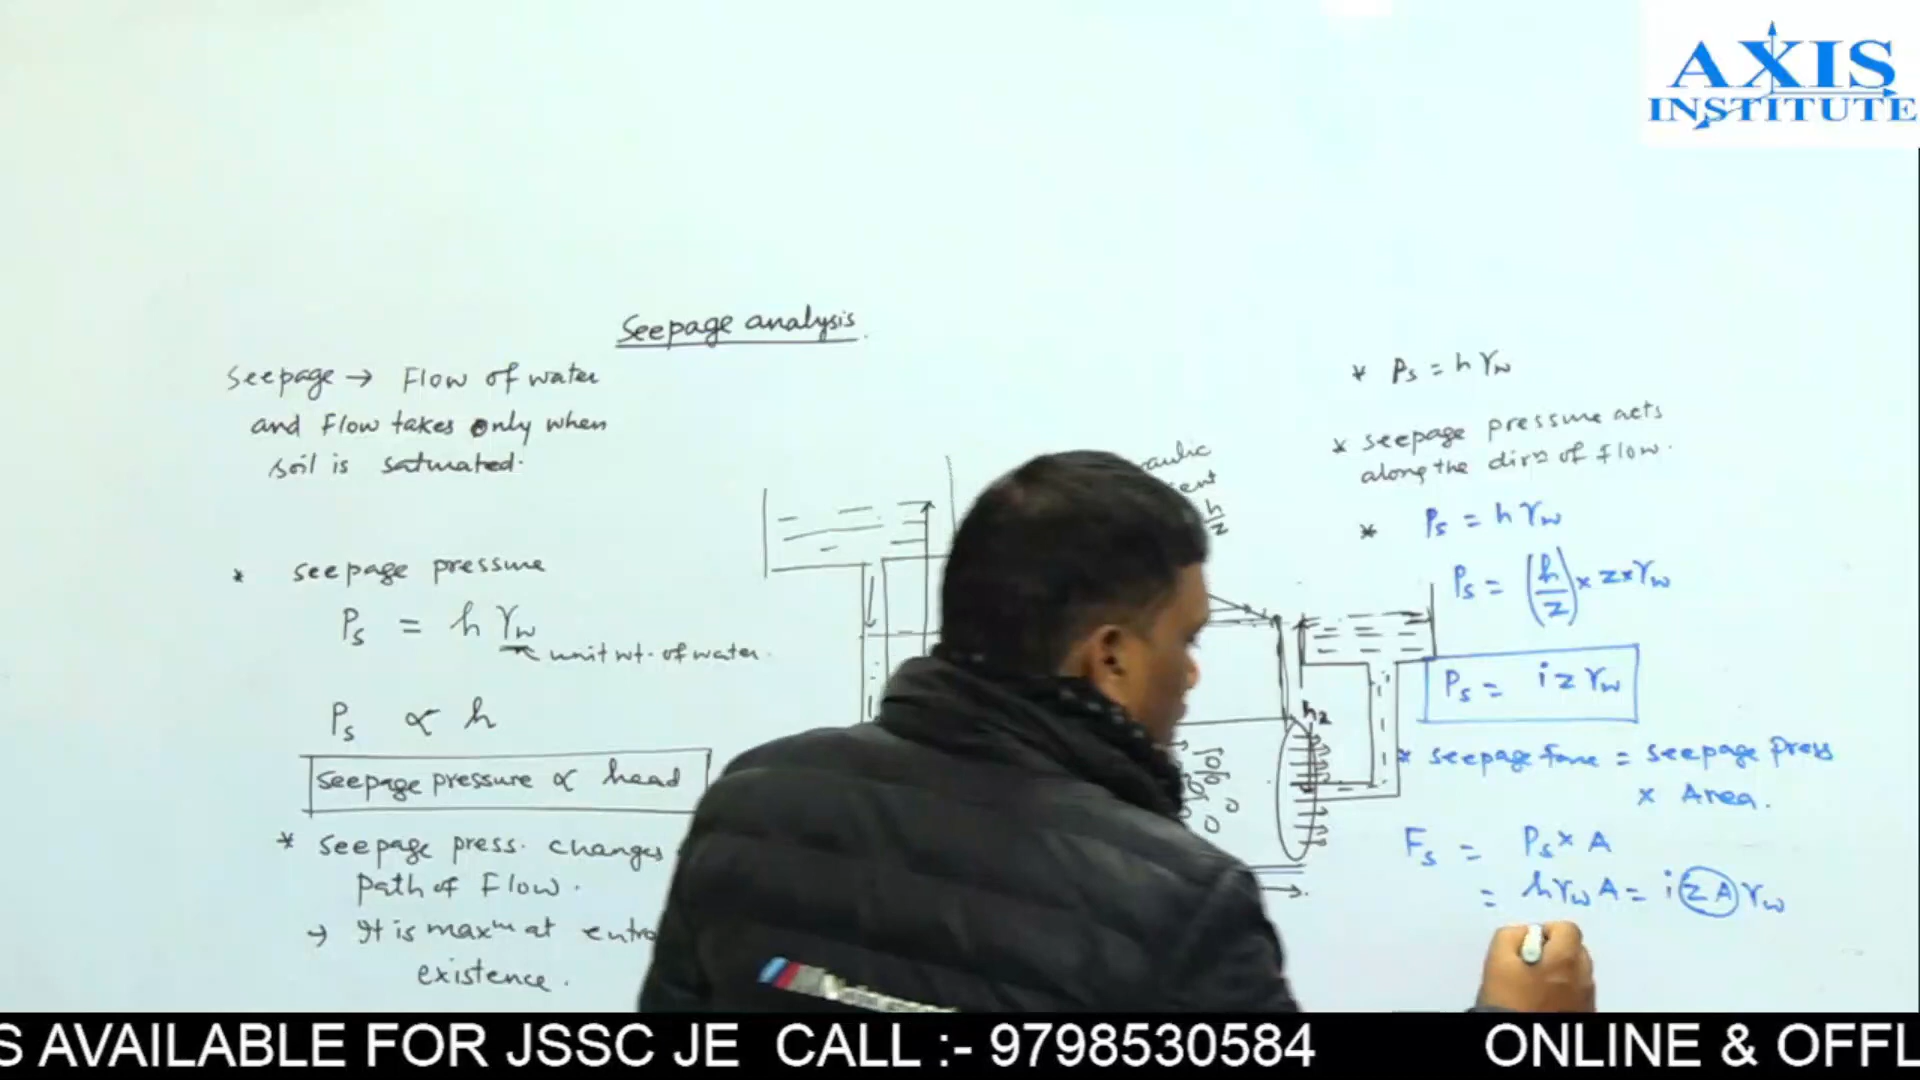 AXIS
INSTITUTE
Seepage analysis
Seepage → Flow of water
and Flow takes only when
soil is saturated.
* seepage pressure
Ps = h γw
unit wt. of water.
Ps ∝ h
seepage pressure ∝ head
* seepage press. changes
path of Flow.
→ It is maxm at
existence.
h
z
h2
* Ps = h γw
* seepage pressure acts
along the dirn of flow.
* Ps = h γw
Ps = (h/z) × z × γw
Ps = i z γw
* seepage force = seepage press
× Area.
Fs = Ps × A
= h γw A = i z A γw
S AVAILABLE FOR JSSC JE CALL :- 9798530584 ONLINE & OFFL